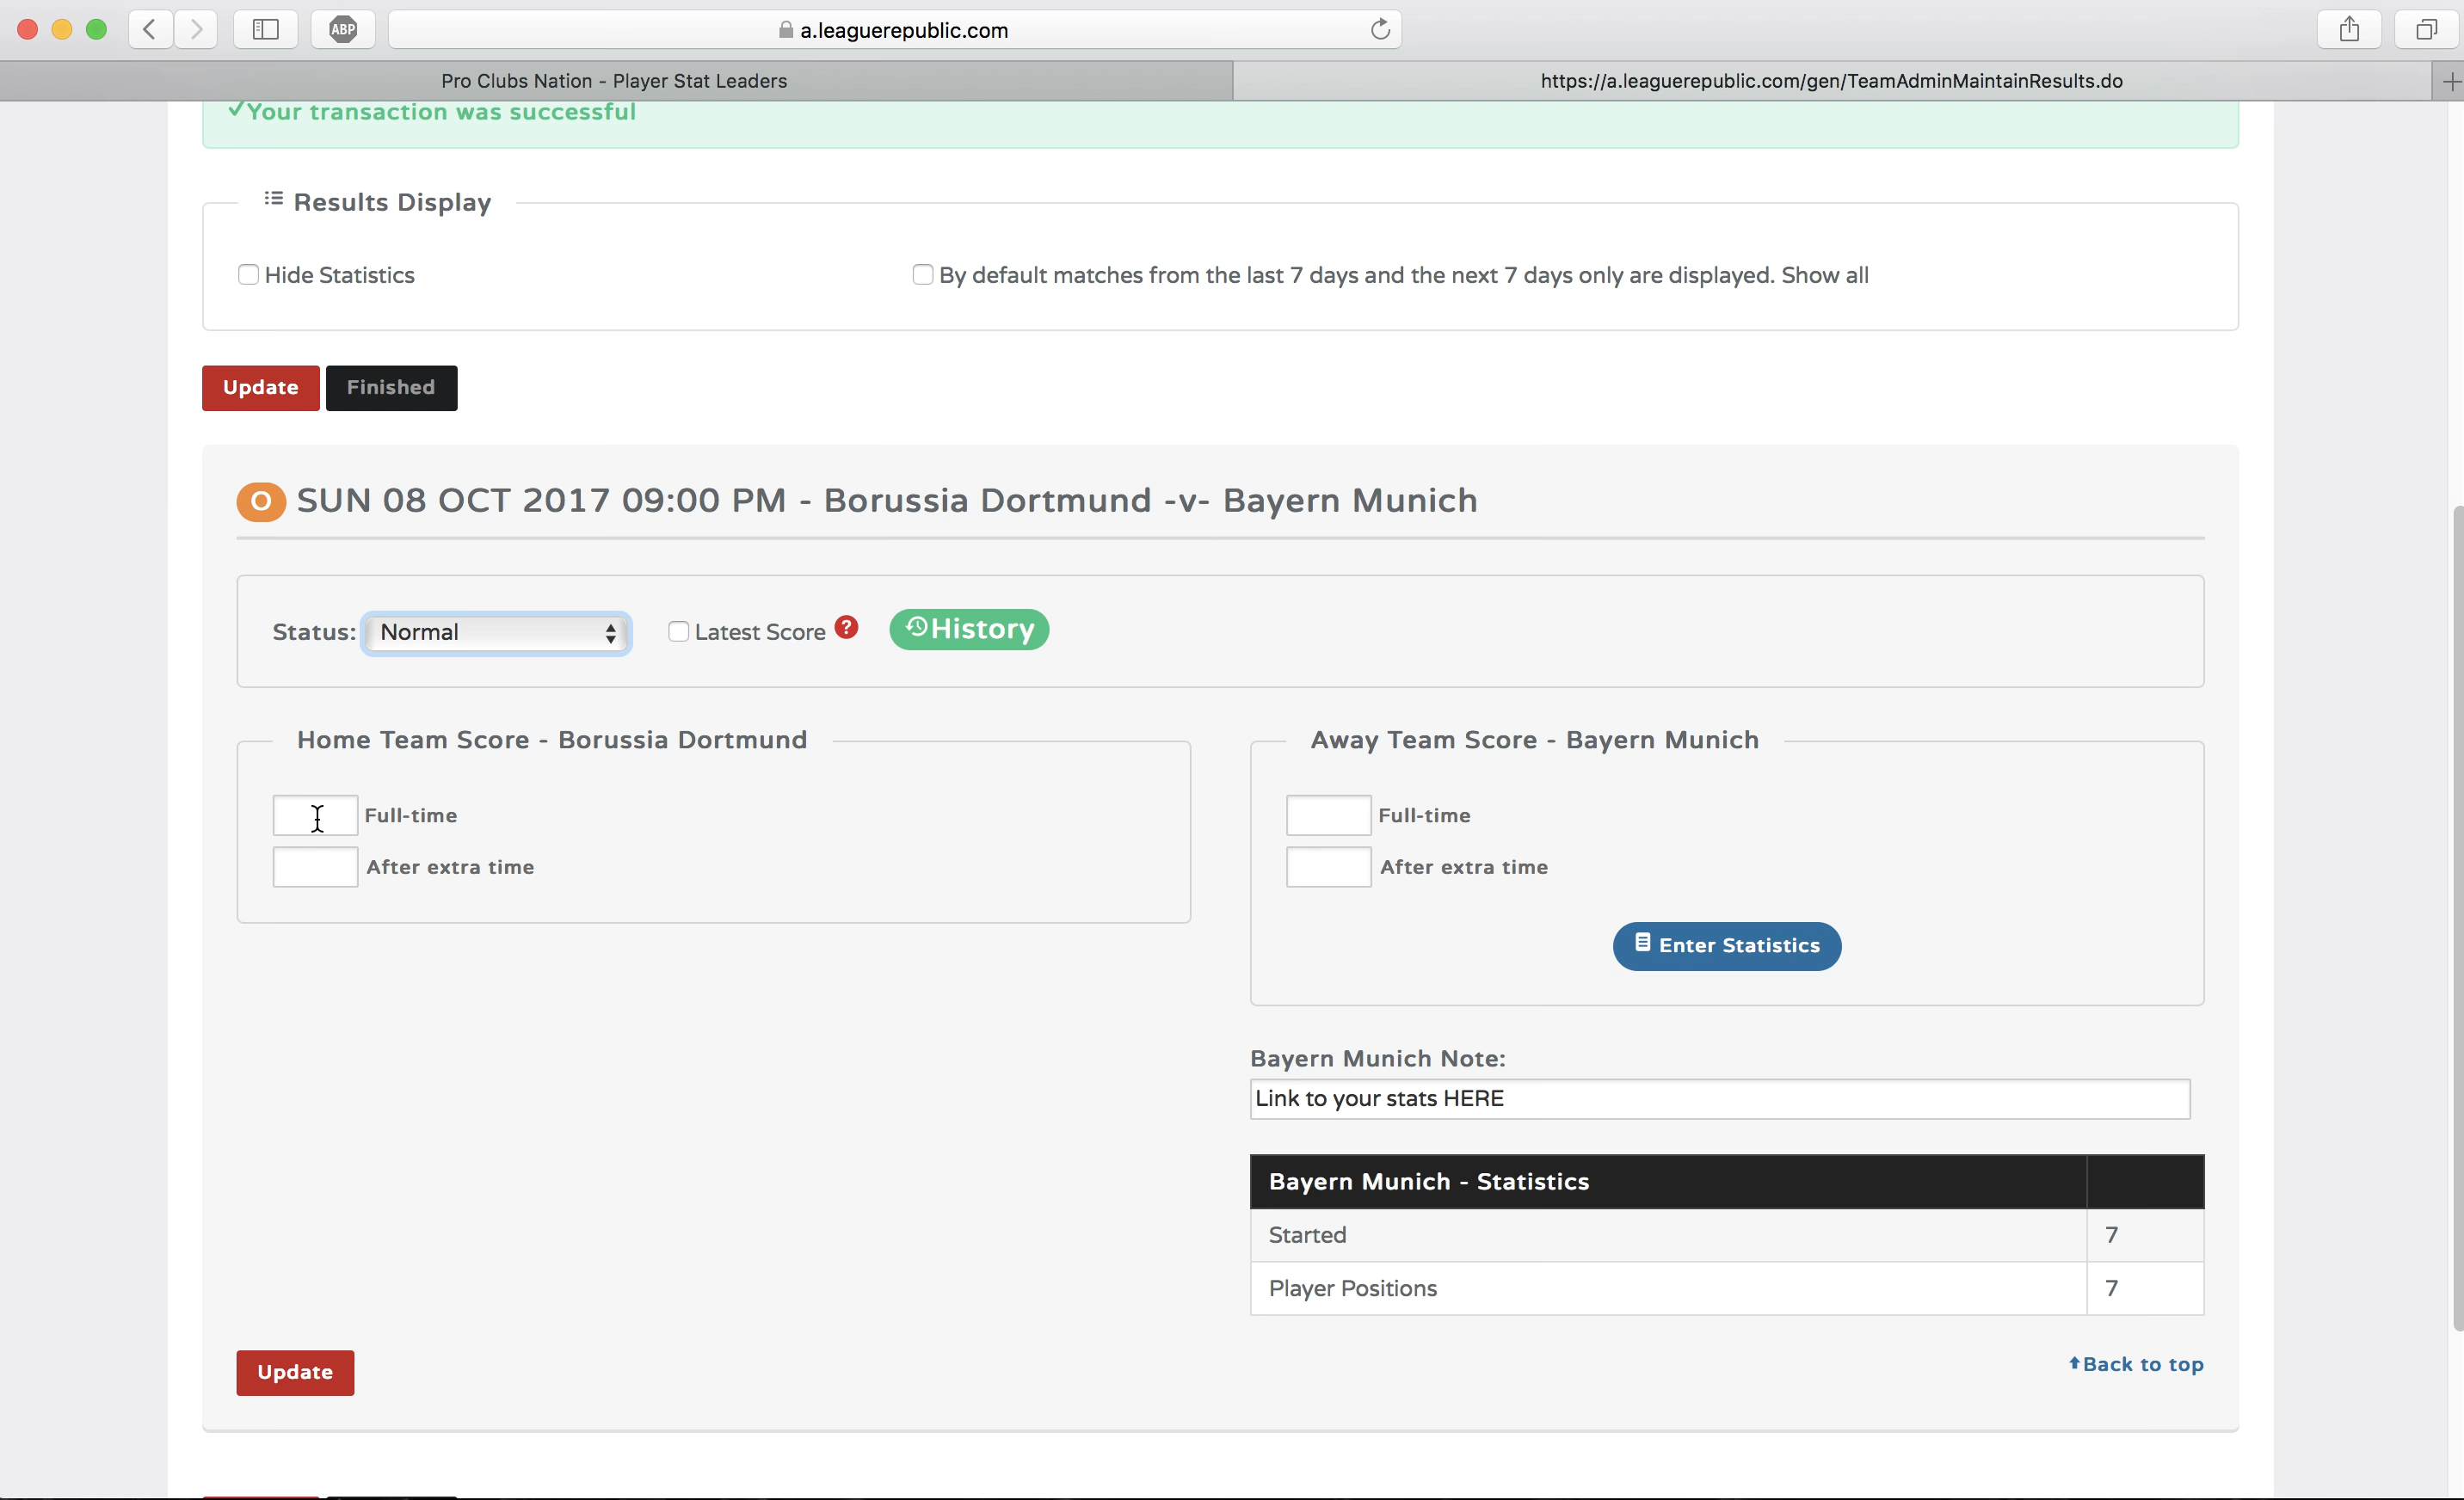 ABP
a.leaguerepublic.com
Pro Clubs Nation - Player Stat Leaders
https://a.leaguerepublic.com/gen/TeamAdminMaintainResults.do
Your transaction was successful
Results Display
Hide Statistics
By default matches from the last 7 days and the next 7 days only are displayed. Show all
Update Finished
O SUN 08 OCT 2017 09:00 PM - Borussia Dortmund -v- Bayern Munich
Status: Normal Latest Score ? History
Home Team Score - Borussia Dortmund
Full-time
After extra time
Away Team Score - Bayern Munich
Full-time
After extra time
Enter Statistics
Bayern Munich Note:
Link to your stats HERE
Bayern Munich - Statistics
Started 7
Player Positions 7
Update
Back to top